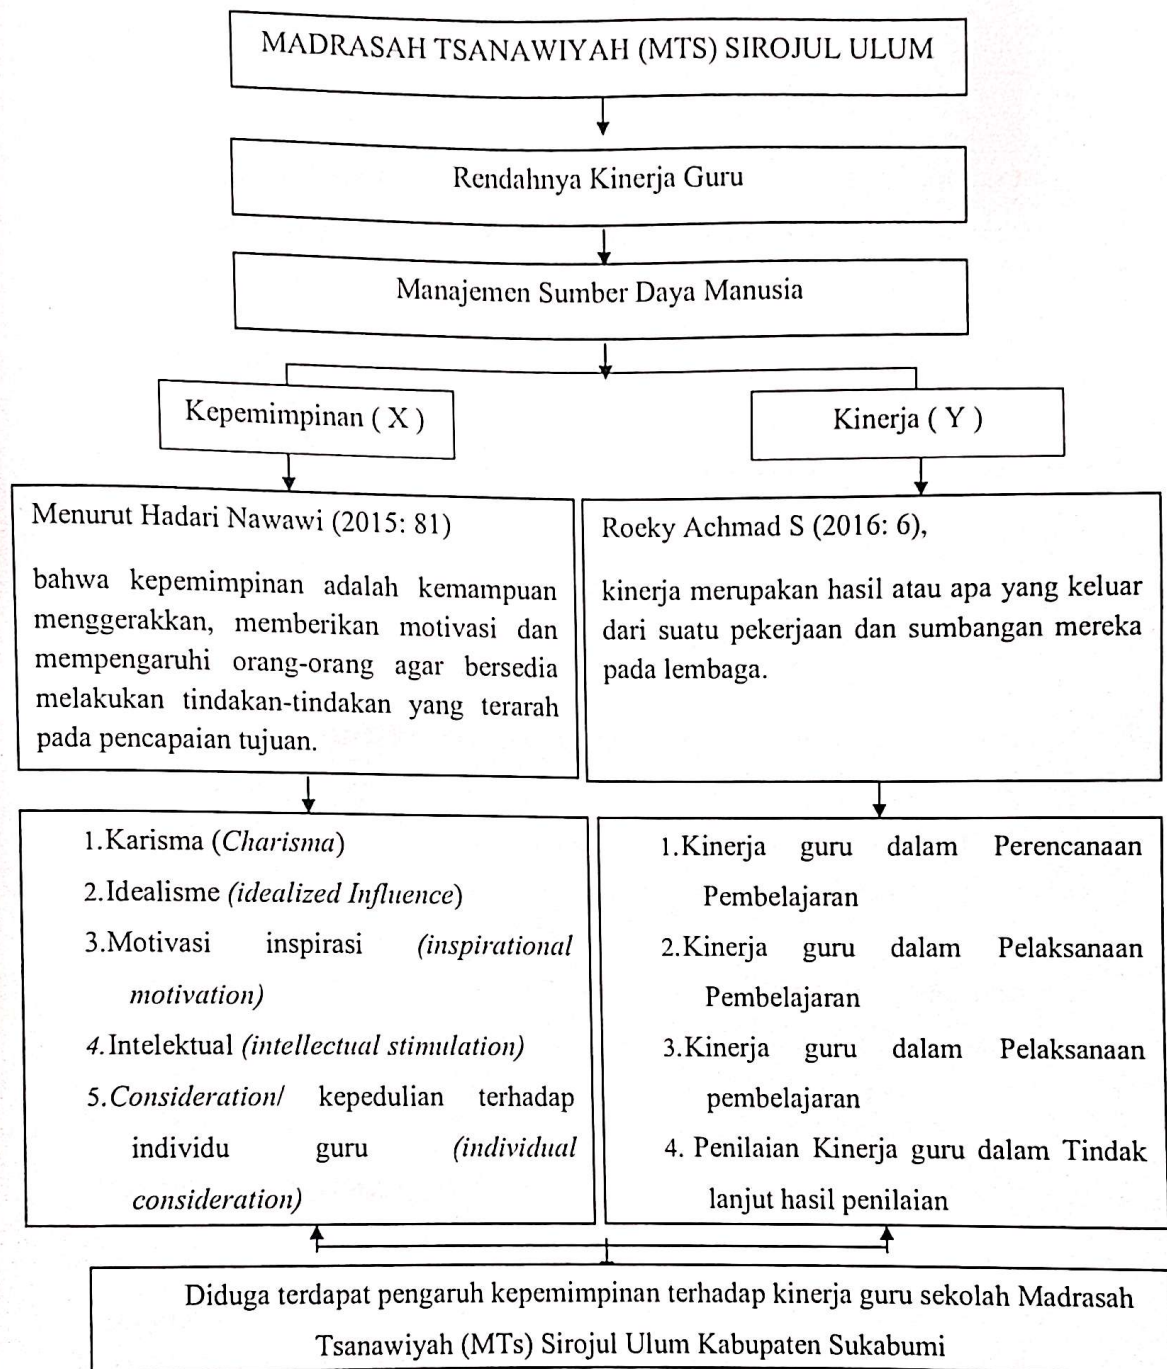 MADRASAH TSANAWIYAH (MTS) SIROJUL ULUM
Rendahnya Kinerja Guru
Manajemen Sumber Daya Manusia
Kepemimpinan ( X )
Kinerja ( Y )
Menurut Hadari Nawawi (2015: 81)
bahwa kepemimpinan adalah kemampuan
menggerakkan, memberikan motivasi dan
mempengaruhi orang-orang agar bersedia
melakukan tindakan-tindakan yang terarah
pada pencapaian tujuan.
Rocky Achmad S (2016: 6),
kinerja merupakan hasil atau apa yang keluar
dari suatu pekerjaan dan sumbangan mereka
pada lembaga.
1.Karisma (Charisma)
2.Idealisme (idealized Influence)
3.Motivasi inspirasi (inspirational
motivation)
4.Intelektual (intellectual stimulation)
5.Consideration/ kepedulian terhadap
individu guru (individual
consideration)
1.Kinerja guru dalam Perencanaan
Pembelajaran
2.Kinerja guru dalam Pelaksanaan
Pembelajaran
3.Kinerja guru dalam Pelaksanaan
pembelajaran
4. Penilaian Kinerja guru dalam Tindak
lanjut hasil penilaian
Diduga terdapat pengaruh kepemimpinan terhadap kinerja guru sekolah Madrasah
Tsanawiyah (MTs) Sirojul Ulum Kabupaten Sukabumi